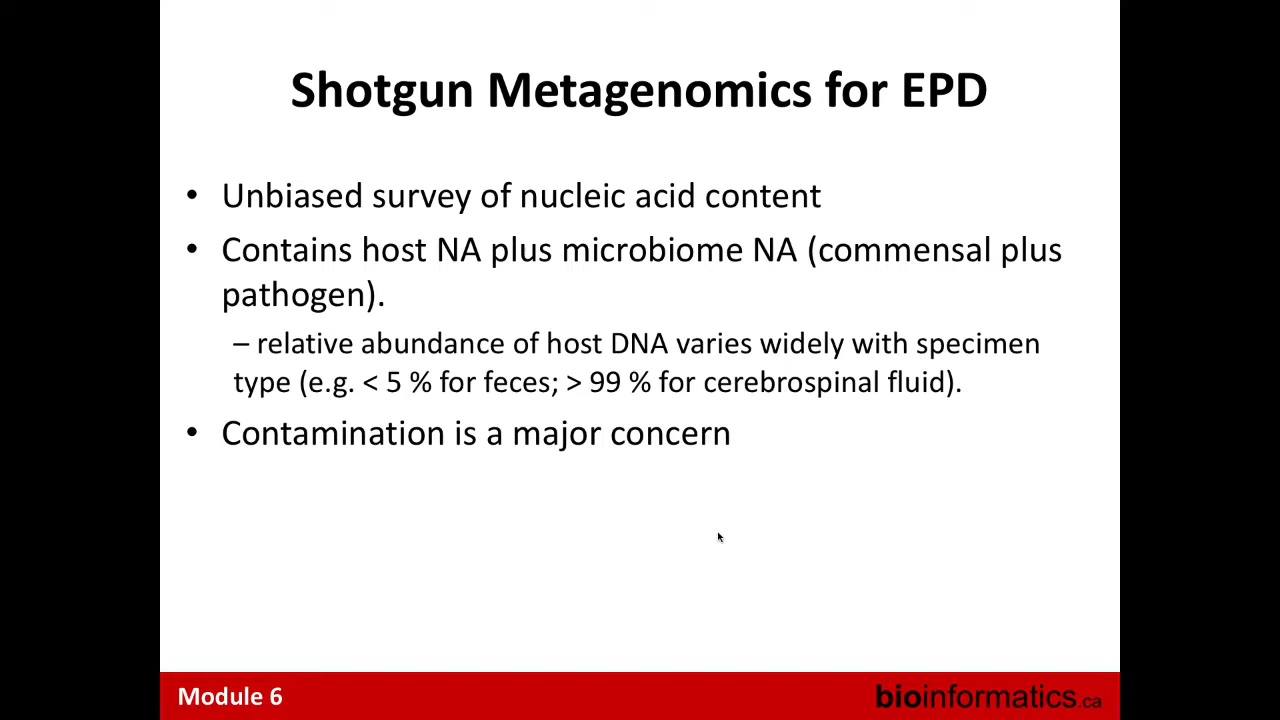 Shotgun Metagenomics for EPD
• Unbiased survey of nucleic acid content
• Contains host NA plus microbiome NA (commensal plus
pathogen).
– relative abundance of host DNA varies widely with specimen
type (e.g. < 5 % for feces; > 99 % for cerebrospinal fluid).
• Contamination is a major concern
Module 6
bioinformatics.ca